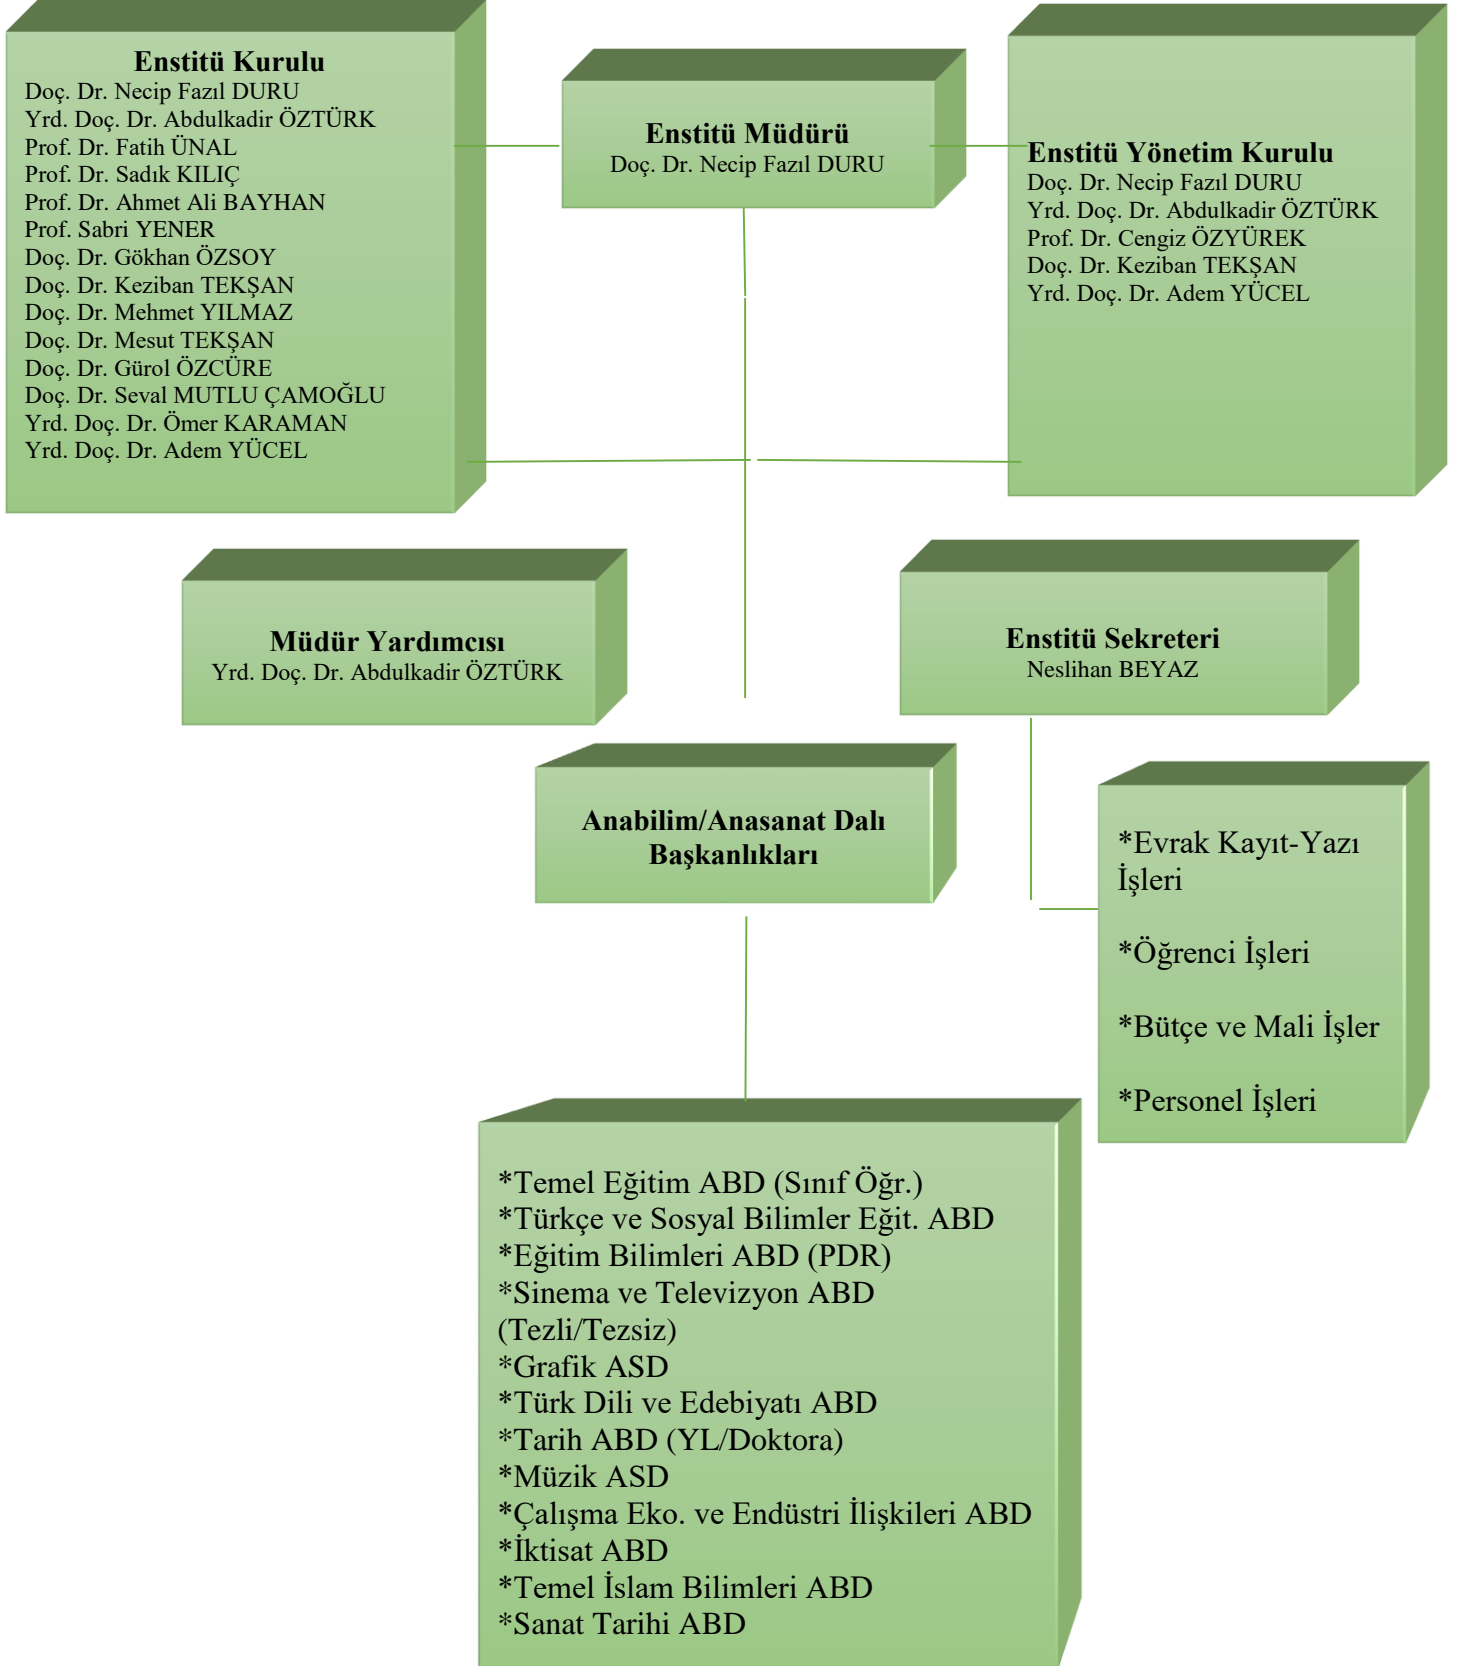 Enstitü Kurulu
Doç. Dr. Necip Fazıl DURU
Yrd. Doç. Dr. Abdulkadir ÖZTÜRK
Prof. Dr. Fatih ÜNAL
Prof. Dr. Sadık KILIÇ
Prof. Dr. Ahmet Ali BAYHAN
Prof. Sabri YENER
Doç. Dr. Gökhan ÖZSOY
Doç. Dr. Keziban TEKŞAN
Doç. Dr. Mehmet YILMAZ
Doç. Dr. Mesut TEKŞAN
Doç. Dr. Gürol ÖZCÜRE
Doç. Dr. Seval MUTLU ÇAMOĞLU
Yrd. Doç. Dr. Ömer KARAMAN
Yrd. Doç. Dr. Adem YÜCEL
Enstitü Müdürü
Doç. Dr. Necip Fazıl DURU
Enstitü Yönetim Kurulu
Doç. Dr. Necip Fazıl DURU
Yrd. Doç. Dr. Abdulkadir ÖZTÜRK
Prof. Dr. Cengiz ÖZYÜREK
Doç. Dr. Keziban TEKŞAN
Yrd. Doç. Dr. Adem YÜCEL
Müdür Yardımcısı
Yrd. Doç. Dr. Abdulkadir ÖZTÜRK
Enstitü Sekreteri
Neslihan BEYAZ
Anabilim/Anasanat Dalı
Başkanlıkları
*Evrak Kayıt-Yazı
İşleri
*Öğrenci İşleri
*Bütçe ve Mali İşler
*Personel İşleri
*Temel Eğitim ABD (Sınıf Öğr.)
*Türkçe ve Sosyal Bilimler Eğit. ABD
*Eğitim Bilimleri ABD (PDR)
*Sinema ve Televizyon ABD
(Tezli/Tezsiz)
*Grafik ASD
*Türk Dili ve Edebiyatı ABD
*Tarih ABD (YL/Doktora)
*Müzik ASD
*Çalışma Eko. ve Endüstri İlişkileri ABD
*İktisat ABD
*Temel İslam Bilimleri ABD
*Sanat Tarihi ABD